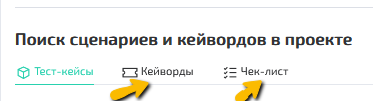 Поиск сценариев и кейвордов в проекте
Тест-кейсы Кейворды Чек-лист